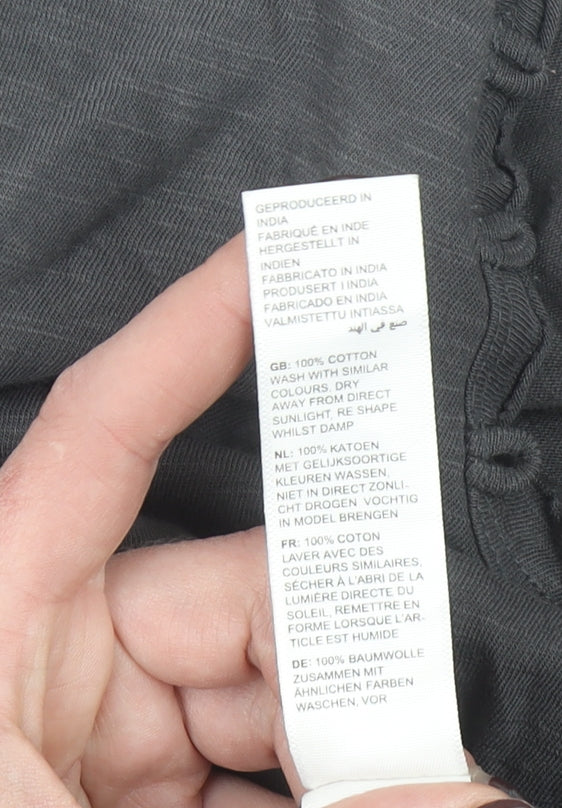 GEPRODUCEERD IN
INDIA
FABRIQUÉ EN INDE
HERGESTELLT IN
INDIEN
FABBRICATO IN INDIA
PRODUSERT I INDIA
FABRICADO EN INDIA
VALMISTETTU INTIASSA
صنع في الهند
GB: 100% COTTON
WASH WITH SIMILAR
COLOURS, DRY
AWAY FROM DIRECT
SUNLIGHT, RE SHAPE
WHILST DAMP
NL: 100% KATOEN
MET GELIJKSOORTIGE
KLEUREN WASSEN,
NIET IN DIRECT ZONLI-
CHT DROGEN VOCHTIG
IN MODEL BRENGEN
FR: 100% COTON
LAVER AVEC DES
COULEURS SIMILAIRES,
SÉCHER À L'ABRI DE LA
LUMIÈRE DIRECTE DU
SOLEIL, REMETTRE EN
FORME LORSQUE L'AR-
TICLE EST HUMIDE
DE: 100% BAUMWOLLE
ZUSAMMEN MIT
ÄHNLICHEN FARBEN
WASCHEN, VOR